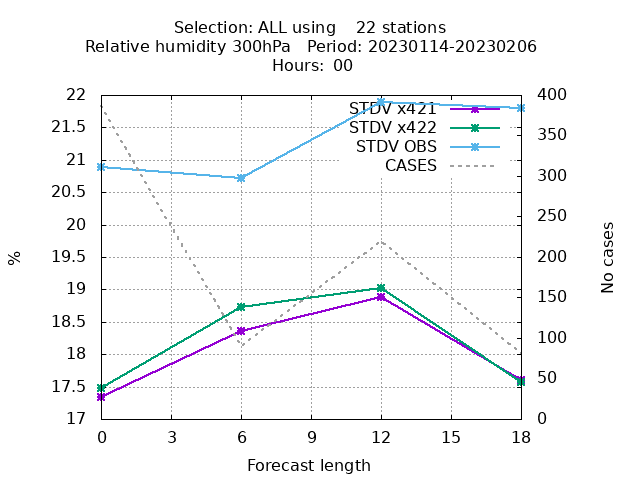 Selection: ALL using    22 stations
Relative humidity 300hPa   Period: 20230114-20230206
Hours:  00
22
21.5
21
20.5
20
19.5
19
18.5
18
17.5
17
%
STDV x421
STDV x422
STDV OBS
CASES
400
350
300
250
200
150
100
50
0
No cases
0 3 6 9 12 15 18
Forecast length